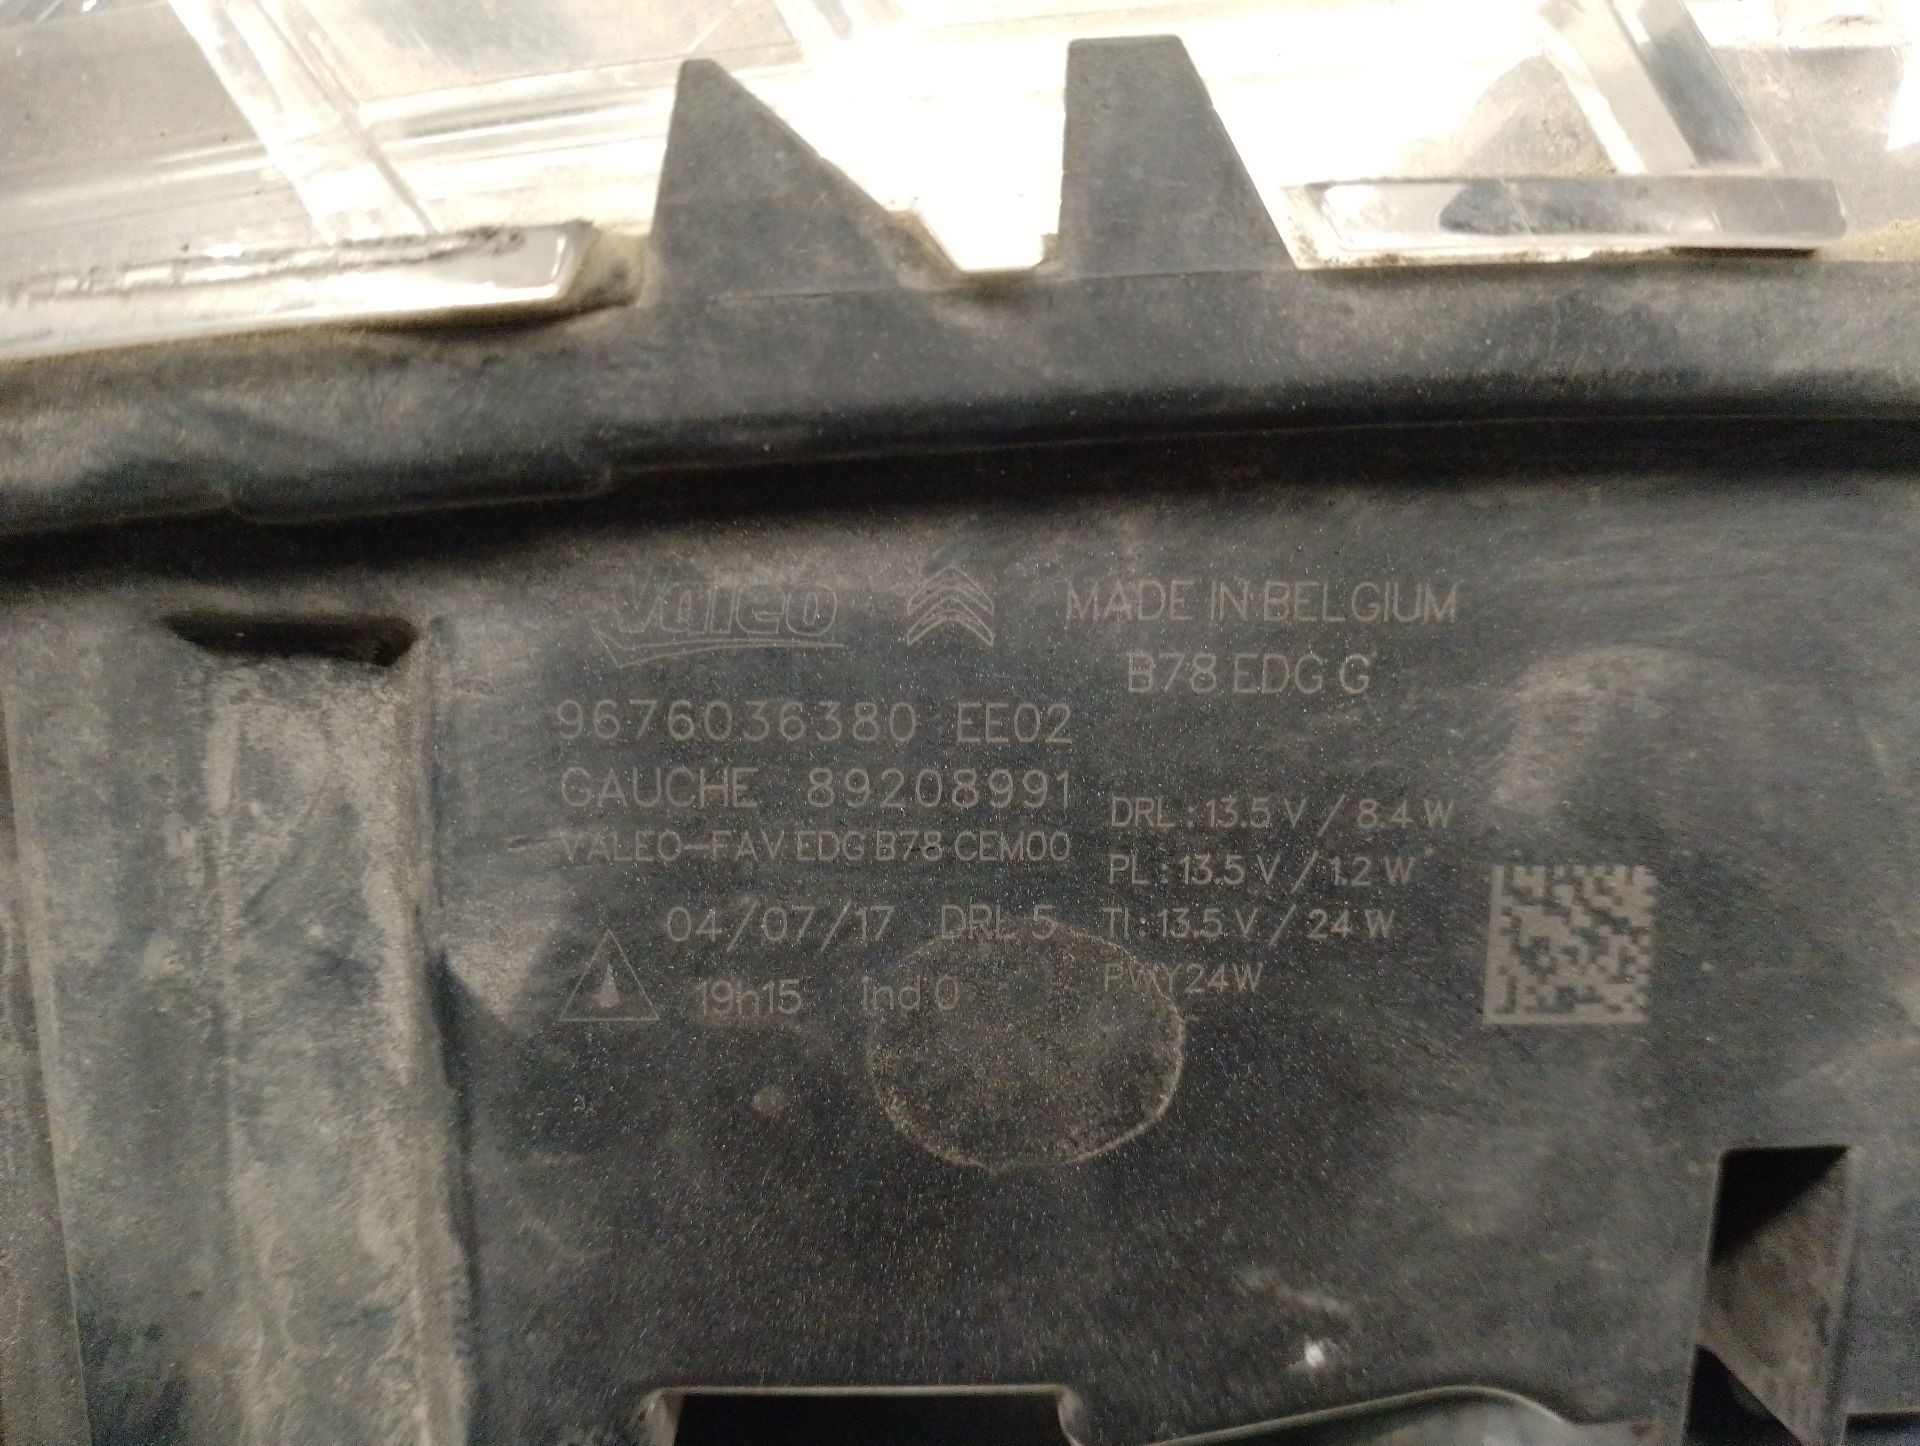 Valeo MADE IN BELGIUM
B78 EDG G
9676036380 EE02
GAUCHE 89208991
VALEO-FAV EDG B78 CEM00
DRL : 13.5 V / 8.4 W
PL : 13.5 V / 1.2 W
04/07/17 DRL 5 TI : 13.5 V / 24 W
19h15 Ind 0 PWY24W